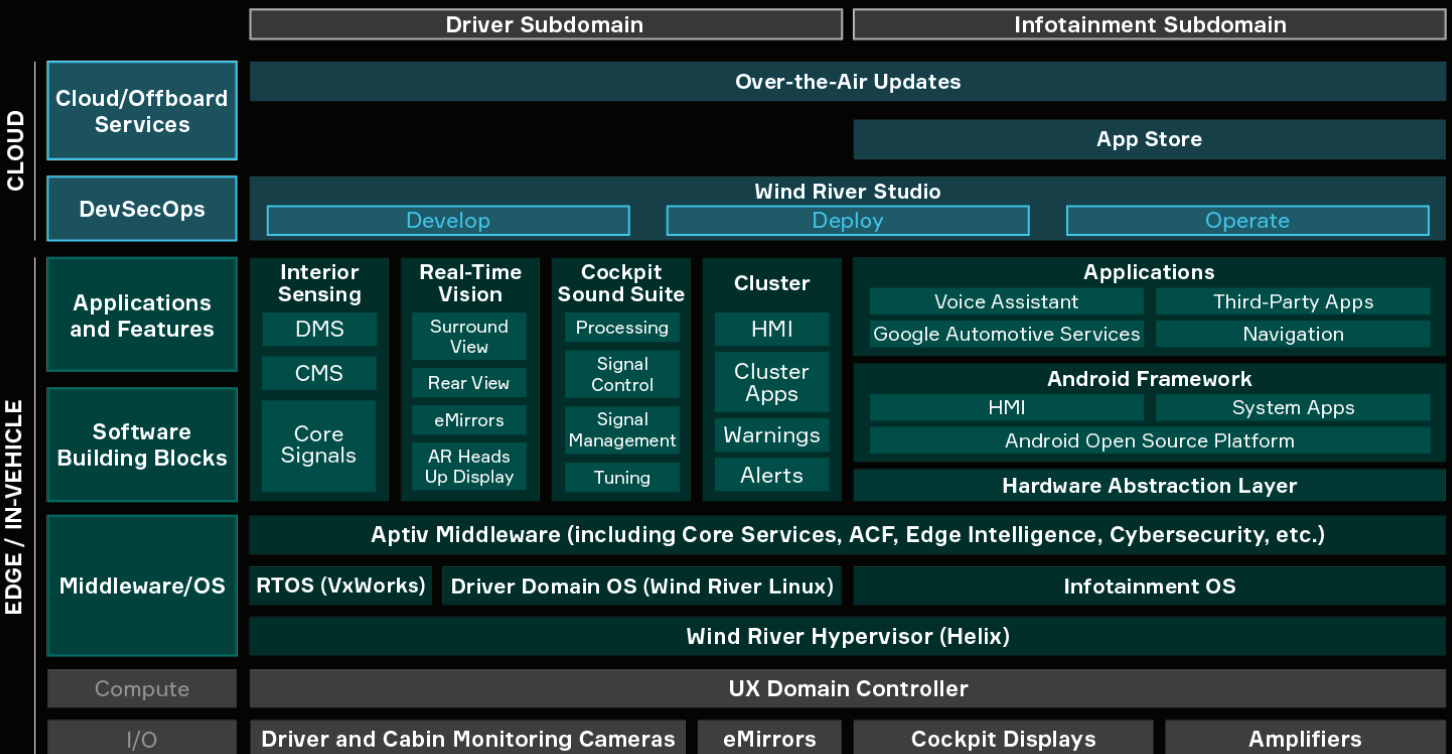 Driver Subdomain
Infotainment Subdomain
CLOUD
Cloud/Offboard
Services
Over-the-Air Updates
App Store
DevSecOps
Wind River Studio
Develop
Deploy
Operate
EDGE / IN-VEHICLE
Applications
and Features
Software
Building Blocks
Interior
Sensing
DMS
CMS
Core
Signals
Real-Time
Vision
Surround
View
Rear View
eMirrors
AR Heads
Up Display
Cockpit
Sound Suite
Processing
Signal
Control
Signal
Management
Tuning
Cluster
HMI
Cluster
Apps
Warnings
Alerts
Applications
Voice Assistant
Third-Party Apps
Google Automotive Services
Navigation
Android Framework
HMI
System Apps
Android Open Source Platform
Hardware Abstraction Layer
Middleware/OS
Aptiv Middleware (including Core Services, ACF, Edge Intelligence, Cybersecurity, etc.)
RTOS (VxWorks)
Driver Domain OS (Wind River Linux)
Infotainment OS
Wind River Hypervisor (Helix)
Compute
UX Domain Controller
I/O
Driver and Cabin Monitoring Cameras
eMirrors
Cockpit Displays
Amplifiers